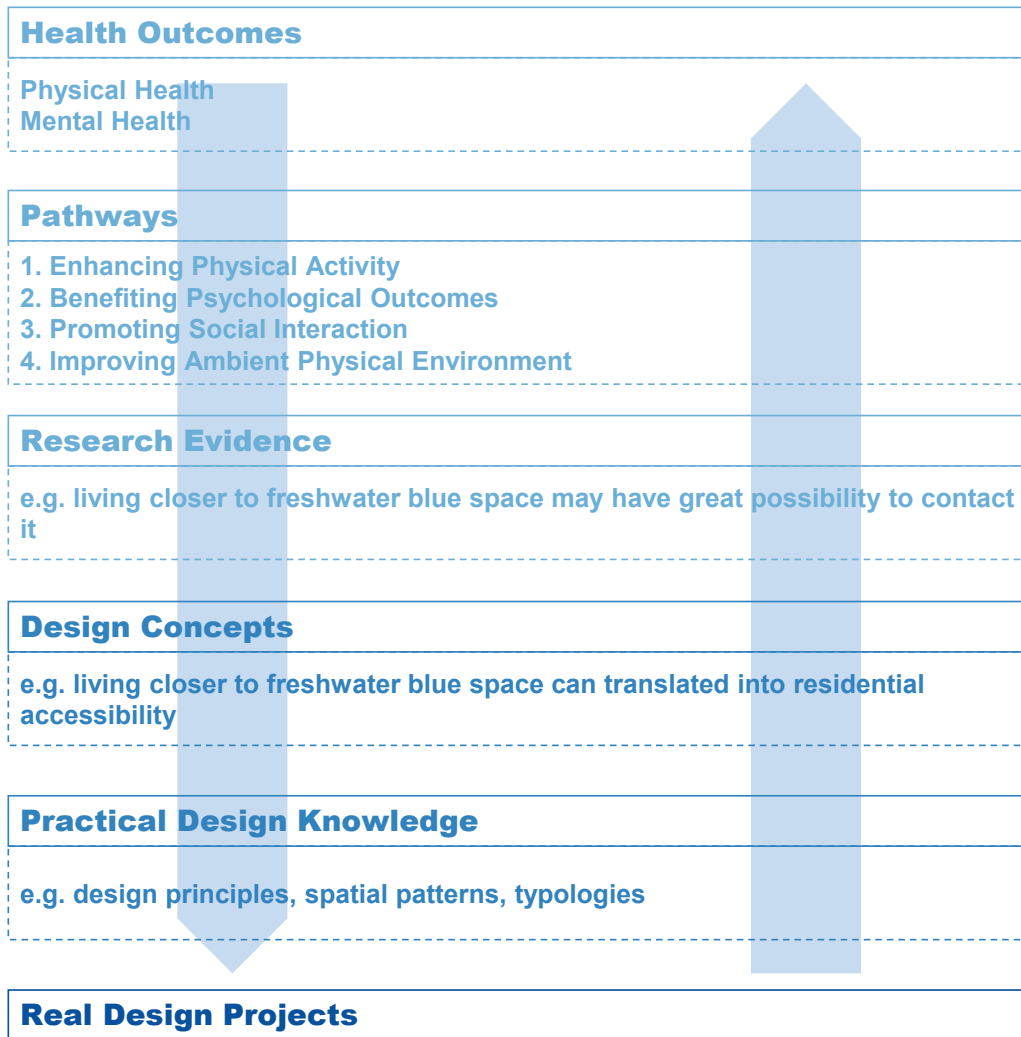 Health Outcomes
Physical Health
Mental Health
Pathways
1. Enhancing Physical Activity
2. Benefiting Psychological Outcomes
3. Promoting Social Interaction
4. Improving Ambient Physical Environment
Research Evidence
e.g. living closer to freshwater blue space may have great possibility to contact
it
Design Concepts
e.g. living closer to freshwater blue space can translated into residential
accessibility
Practical Design Knowledge
e.g. design principles, spatial patterns, typologies
Real Design Projects